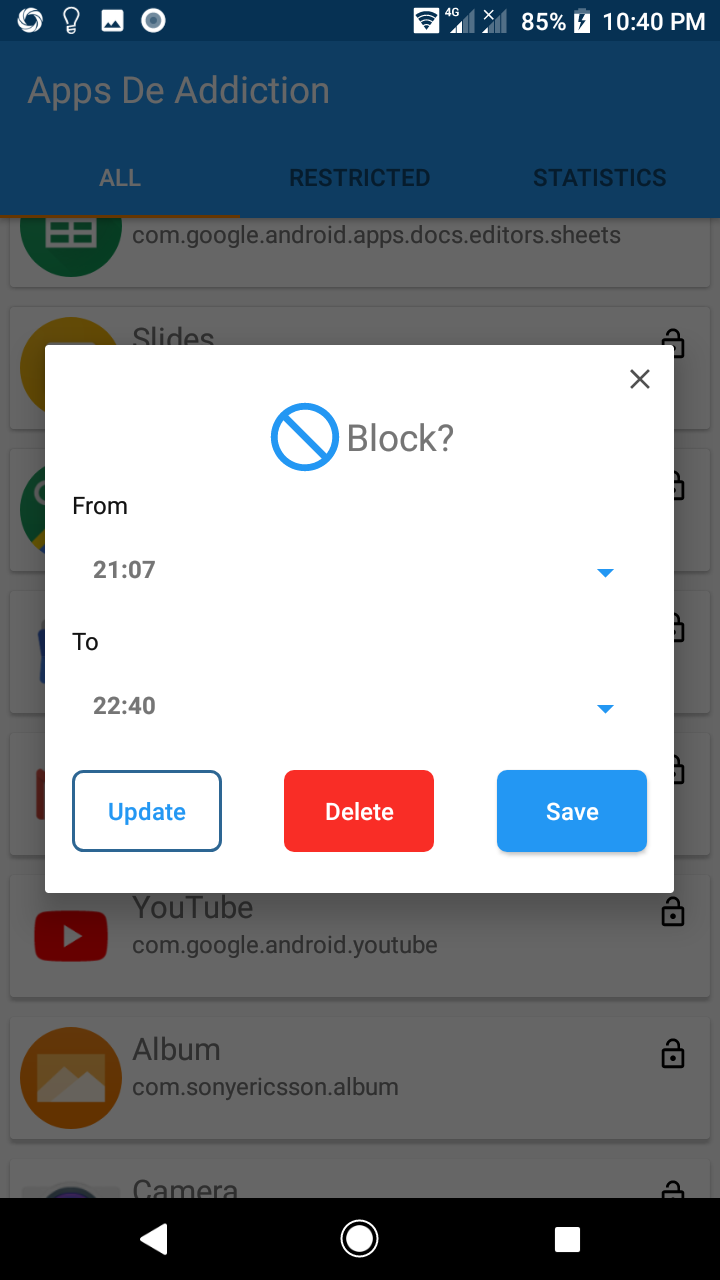 4G
85%
10:40 PM
Apps De Addiction
ALL
RESTRICTED
STATISTICS
com.google.android.apps.docs.editors.sheets
Slides
Block?
From
21:07
To
22:40
Update
Delete
Save
YouTube
com.google.android.youtube
Album
com.sonyericsson.album
Camera